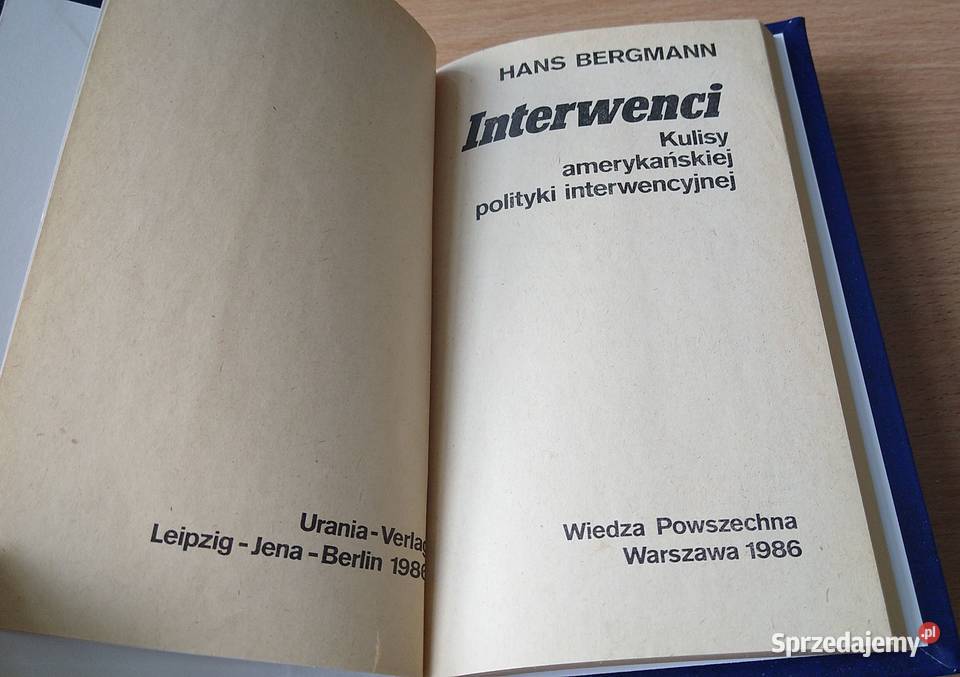 Urania-Verlag
Leipzig-Jena-Berlin 1986
HANS BERGMANN
Interwenci
Kulisy
amerykańskiej
polityki interwencyjnej
Wiedza Powszechna
Warszawa 1986
Sprzedajemy.pl